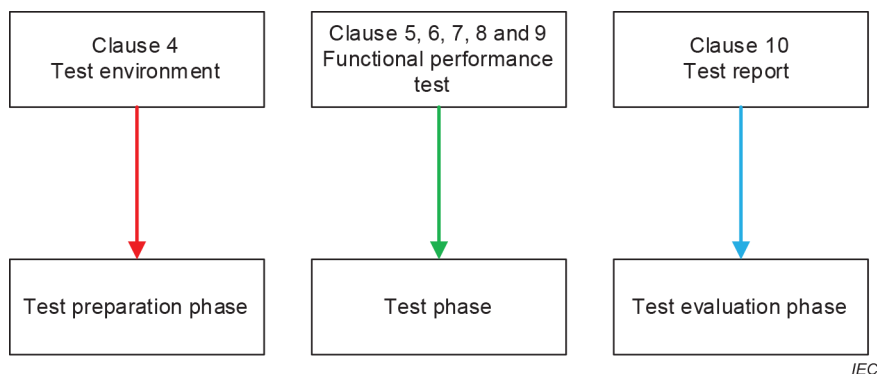 Clause 4
Test environment
Clause 5, 6, 7, 8 and 9
Functional performance
test
Clause 10
Test report
Test preparation phase
Test phase
Test evaluation phase
IEC